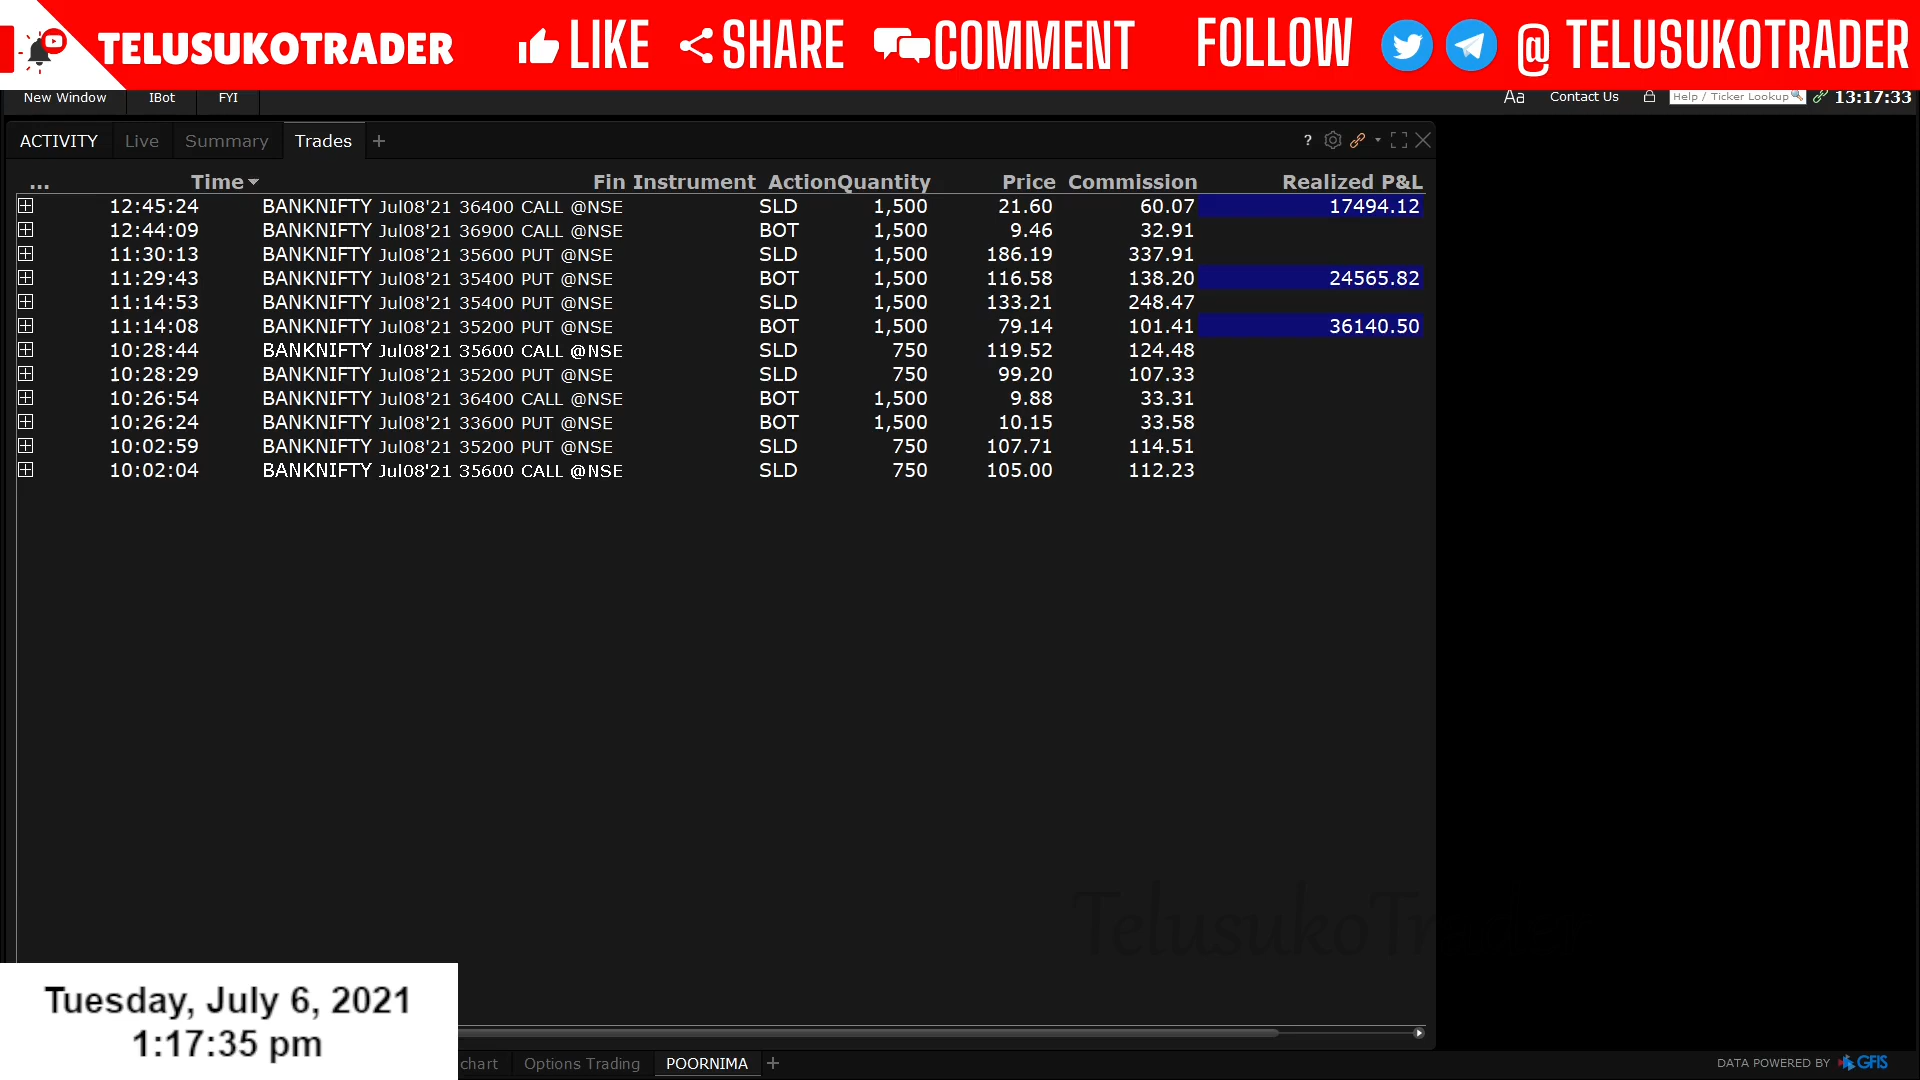 TELUSUKOTRADER LIKE SHARE COMMENT FOLLOW @ TELUSUKOTRADER
New Window IBot FYI Aa Contact Us Help / Ticker Lookup 13:17:33
ACTIVITY Live Summary Trades + ?
... Time Fin Instrument Action Quantity Price Commission Realized P&L
12:45:24 BANKNIFTY Jul08'21 36400 CALL @NSE SLD 1,500 21.60 60.07 17494.12
12:44:09 BANKNIFTY Jul08'21 36900 CALL @NSE BOT 1,500 9.46 32.91
11:30:13 BANKNIFTY Jul08'21 35600 PUT @NSE SLD 1,500 186.19 337.91
11:29:43 BANKNIFTY Jul08'21 35400 PUT @NSE BOT 1,500 116.58 138.20 24565.82
11:14:53 BANKNIFTY Jul08'21 35400 PUT @NSE SLD 1,500 133.21 248.47
11:14:08 BANKNIFTY Jul08'21 35200 PUT @NSE BOT 1,500 79.14 101.41 36140.50
10:28:44 BANKNIFTY Jul08'21 35600 CALL @NSE SLD 750 119.52 124.48
10:28:29 BANKNIFTY Jul08'21 35200 PUT @NSE SLD 750 99.20 107.33
10:26:54 BANKNIFTY Jul08'21 36400 CALL @NSE BOT 1,500 9.88 33.31
10:26:24 BANKNIFTY Jul08'21 33600 PUT @NSE BOT 1,500 10.15 33.58
10:02:59 BANKNIFTY Jul08'21 35200 PUT @NSE SLD 750 107.71 114.51
10:02:04 BANKNIFTY Jul08'21 35600 CALL @NSE SLD 750 105.00 112.23
Tuesday, July 6, 2021
1:17:35 pm
chart Options Trading POORNIMA + DATA POWERED BY GFIS